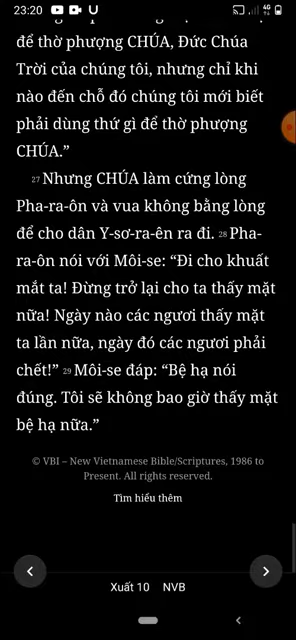 23:20
để thờ phượng CHÚA, Đức Chúa
Trời của chúng tôi, nhưng chỉ khi
nào đến chỗ đó chúng tôi mới biết
phải dùng thứ gì để thờ phượng
CHÚA.”
27 Nhưng CHÚA làm cứng lòng
Pha-ra-ôn và vua không bằng lòng
để cho dân Y-sơ-ra-ên ra đi. 28 Pha-
ra-ôn nói với Môi-se: “Đi cho khuất
mắt ta! Đừng trở lại cho ta thấy mặt
nữa! Ngày nào các ngươi thấy mặt
ta lần nữa, ngày đó các ngươi phải
chết!” 29 Môi-se đáp: “Bệ hạ nói
đúng. Tôi sẽ không bao giờ thấy mặt
bệ hạ nữa.”
© VBI – New Vietnamese Bible/Scriptures, 1986 to
Present. All rights reserved.
Tìm hiểu thêm
Xuất 10 NVB